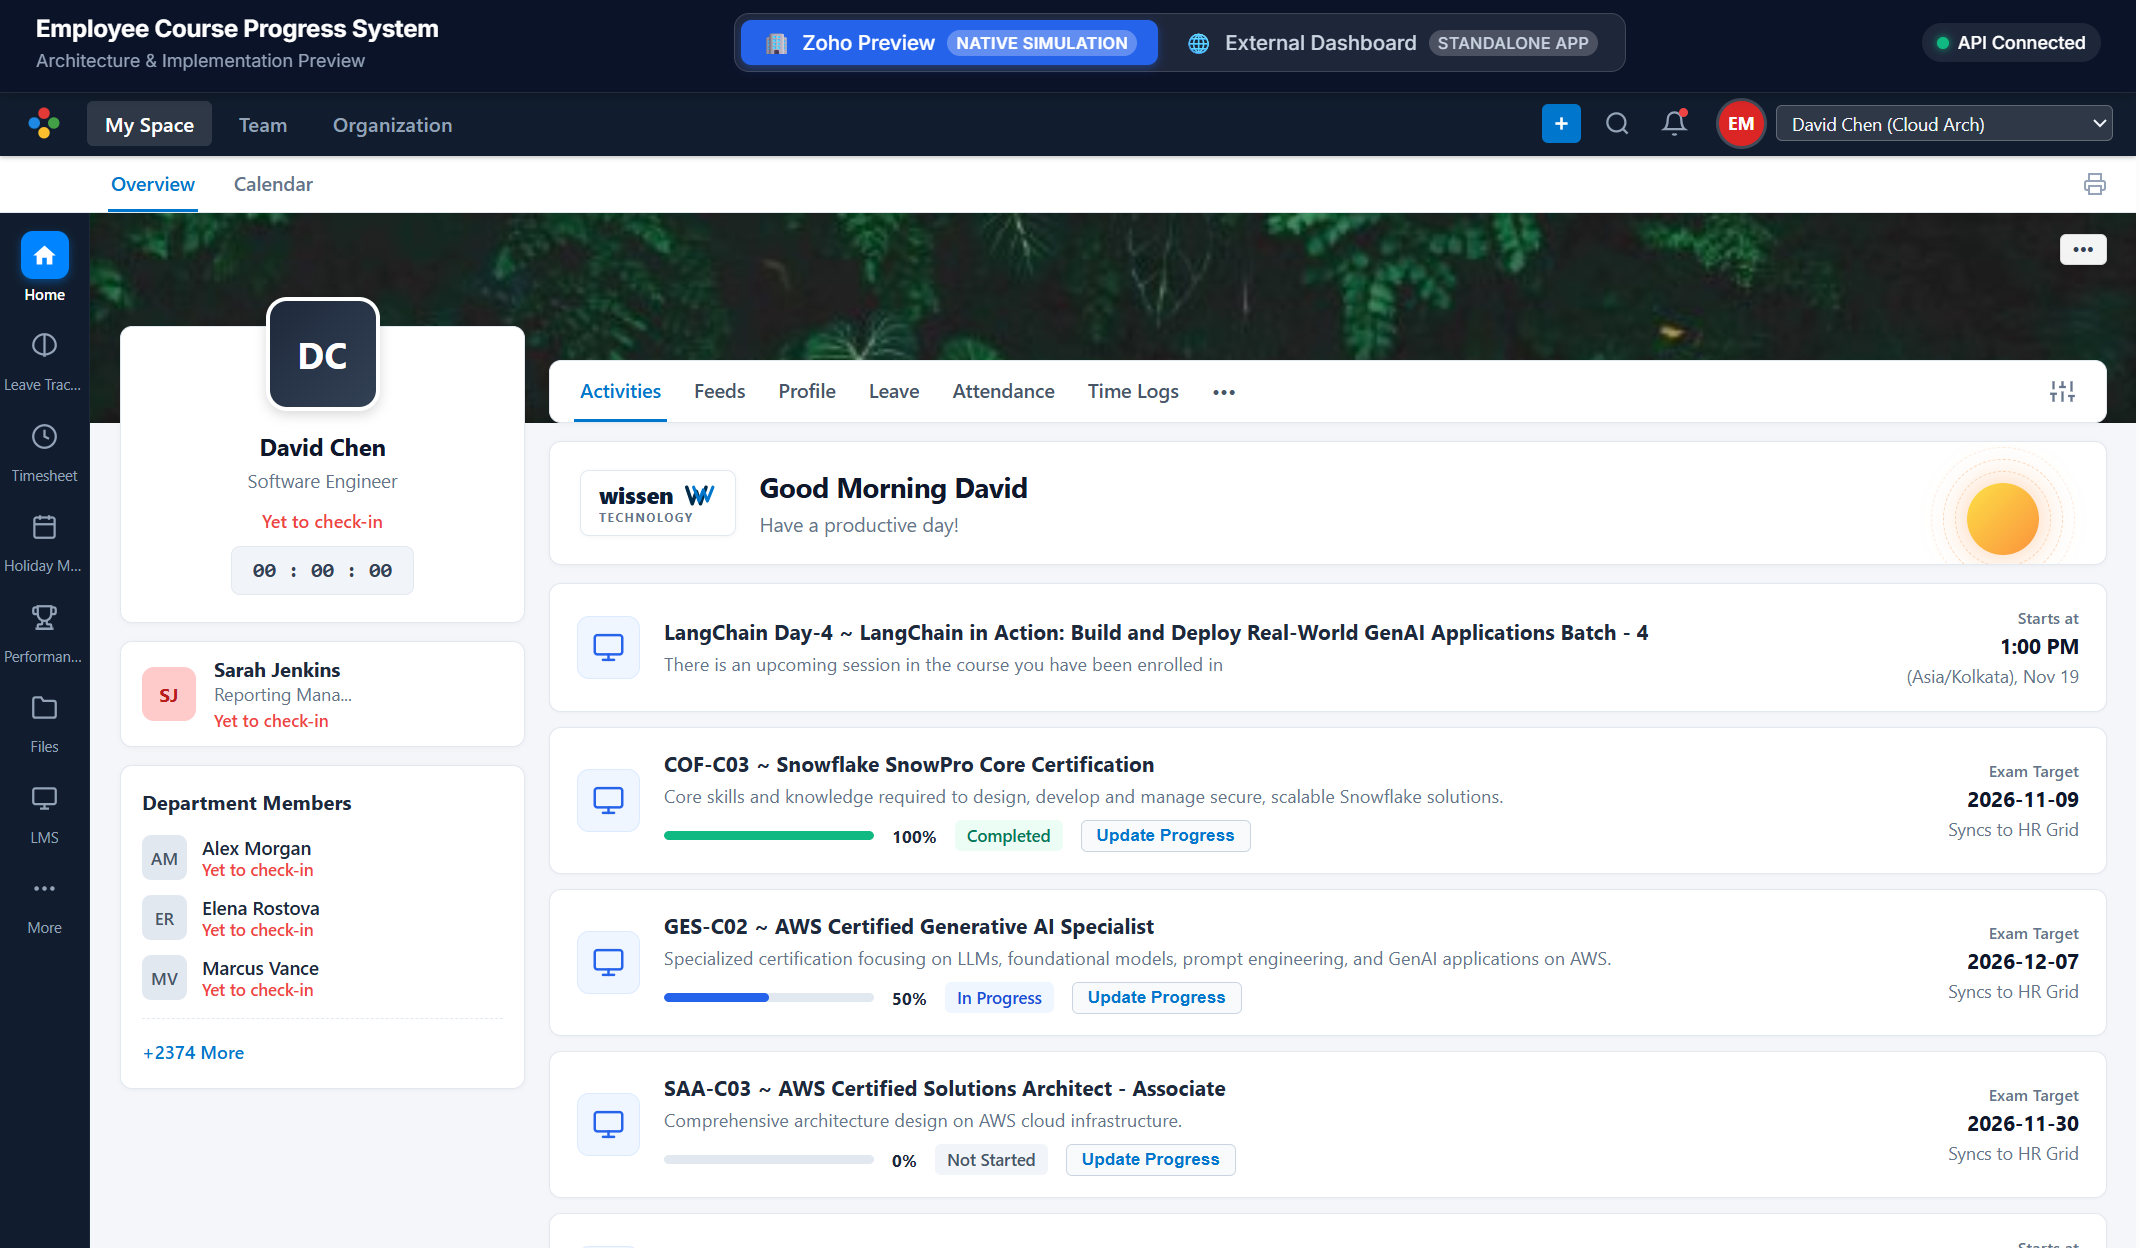 Employee Course Progress System
Architecture & Implementation Preview
Zoho Preview NATIVE SIMULATION
External Dashboard STANDALONE APP
API Connected
My Space
Team
Organization
+
EM
David Chen (Cloud Arch)
Overview
Calendar
Home
Leave Trac...
Timesheet
Holiday M...
Performan...
Files
LMS
More
DC
David Chen
Software Engineer
Yet to check-in
00 : 00 : 00
SJ
Sarah Jenkins
Reporting Mana...
Yet to check-in
Department Members
AM
Alex Morgan
Yet to check-in
ER
Elena Rostova
Yet to check-in
MV
Marcus Vance
Yet to check-in
+2374 More
Activities
Feeds
Profile
Leave
Attendance
Time Logs
wissen
TECHNOLOGY
Good Morning David
Have a productive day!
LangChain Day-4 ~ LangChain in Action: Build and Deploy Real-World GenAI Applications Batch - 4
There is an upcoming session in the course you have been enrolled in
Starts at
1:00 PM
(Asia/Kolkata), Nov 19
COF-C03 ~ Snowflake SnowPro Core Certification
Core skills and knowledge required to design, develop and manage secure, scalable Snowflake solutions.
100% Completed Update Progress
Exam Target
2026-11-09
Syncs to HR Grid
GES-C02 ~ AWS Certified Generative AI Specialist
Specialized certification focusing on LLMs, foundational models, prompt engineering, and GenAI applications on AWS.
50% In Progress Update Progress
Exam Target
2026-12-07
Syncs to HR Grid
SAA-C03 ~ AWS Certified Solutions Architect - Associate
Comprehensive architecture design on AWS cloud infrastructure.
0% Not Started Update Progress
Exam Target
2026-11-30
Syncs to HR Grid
Starts at